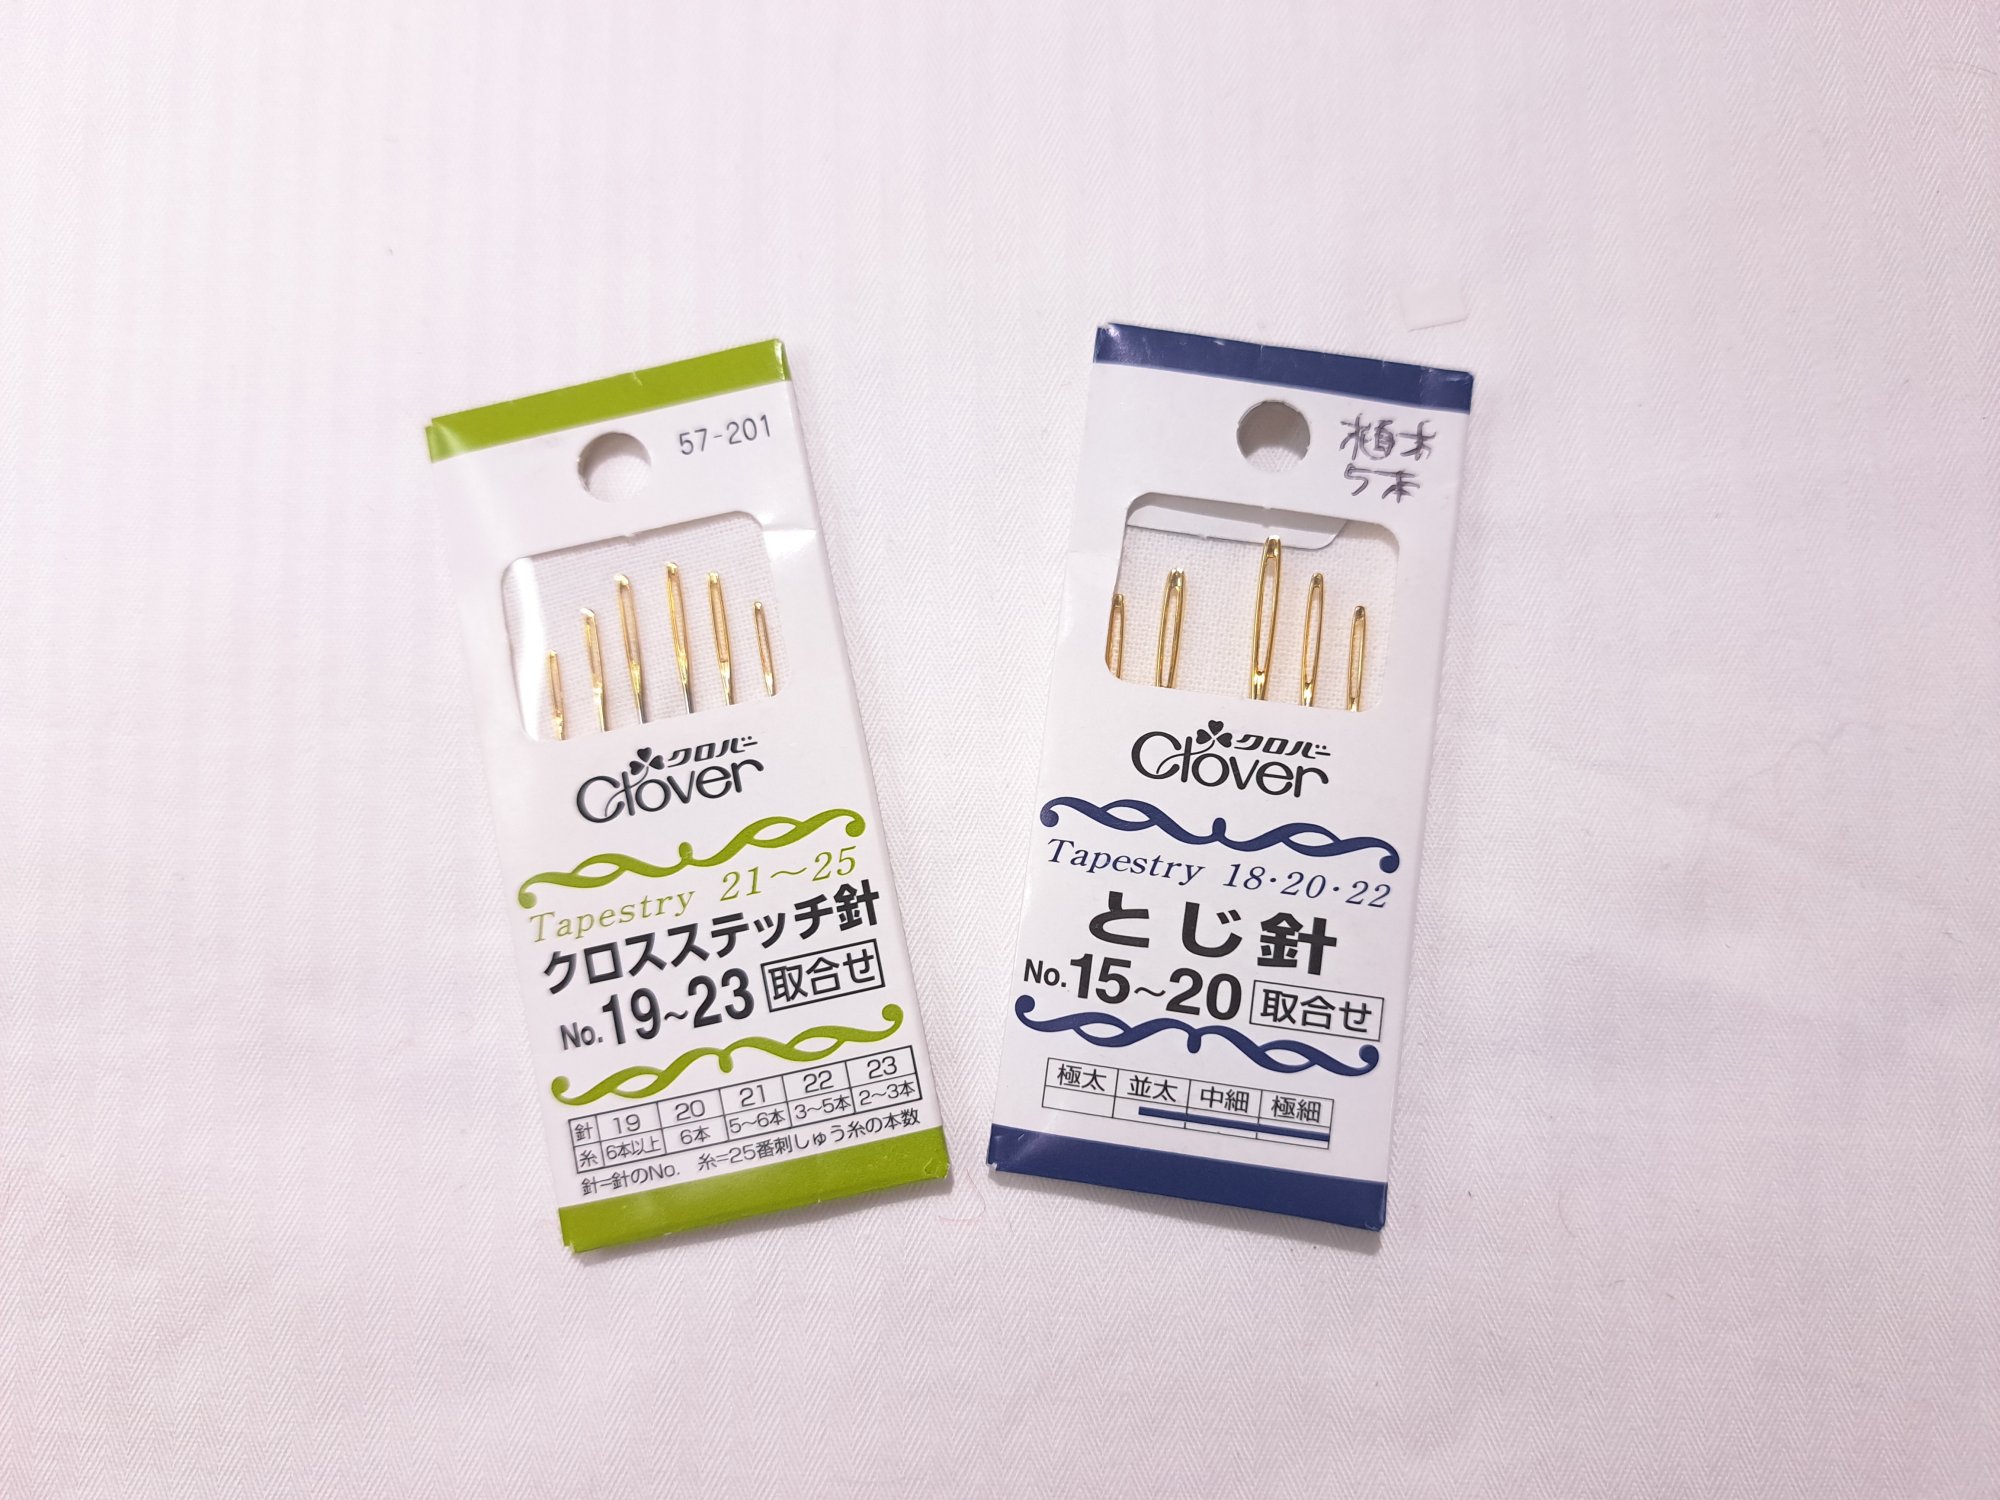 57-201
クロバー
Clover
Tapestry 21～25
クロスステッチ針
No.19～23 取合せ
針 19 20 21 22 23
糸 6本以上 6本 5～6本 3～5本 2～3本
針=針のNo. 糸=25番刺しゅう糸の本数
植木
5本
クロバー
Clover
Tapestry 18・20・22
とじ針
No.15～20 取合せ
極太 並太 中細 極細